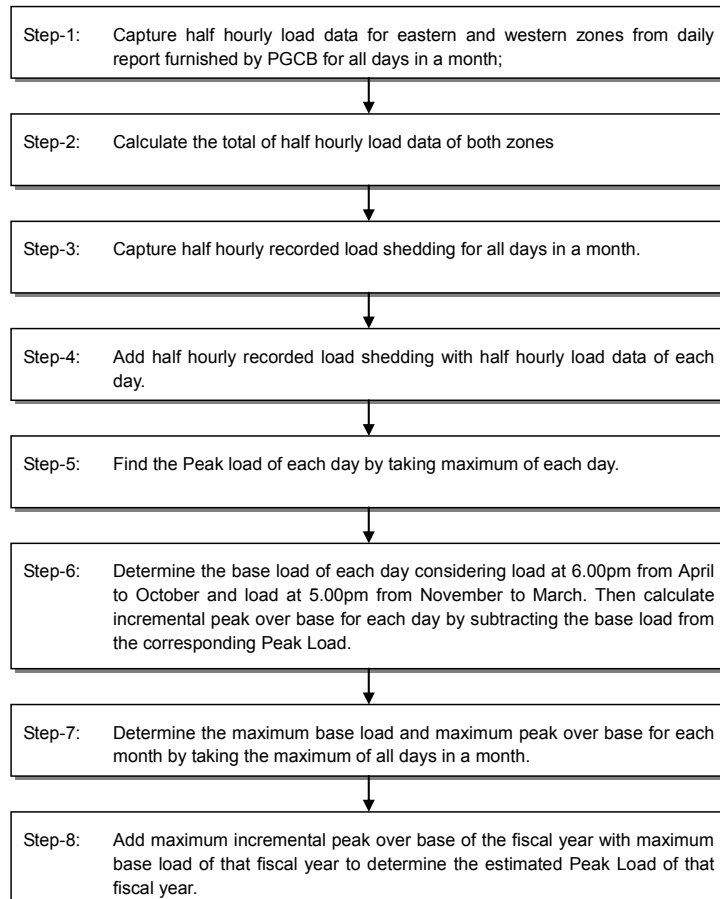 Step-1: Capture half hourly load data for eastern and western zones from daily
report furnished by PGCB for all days in a month;
Step-2: Calculate the total of half hourly load data of both zones
Step-3: Capture half hourly recorded load shedding for all days in a month.
Step-4: Add half hourly recorded load shedding with half hourly load data of each
day.
Step-5: Find the Peak load of each day by taking maximum of each day.
Step-6: Determine the base load of each day considering load at 6.00pm from April
to October and load at 5.00pm from November to March. Then calculate
incremental peak over base for each day by subtracting the base load from
the corresponding Peak Load.
Step-7: Determine the maximum base load and maximum peak over base for each
month by taking the maximum of all days in a month.
Step-8: Add maximum incremental peak over base of the fiscal year with maximum
base load of that fiscal year to determine the estimated Peak Load of that
fiscal year.